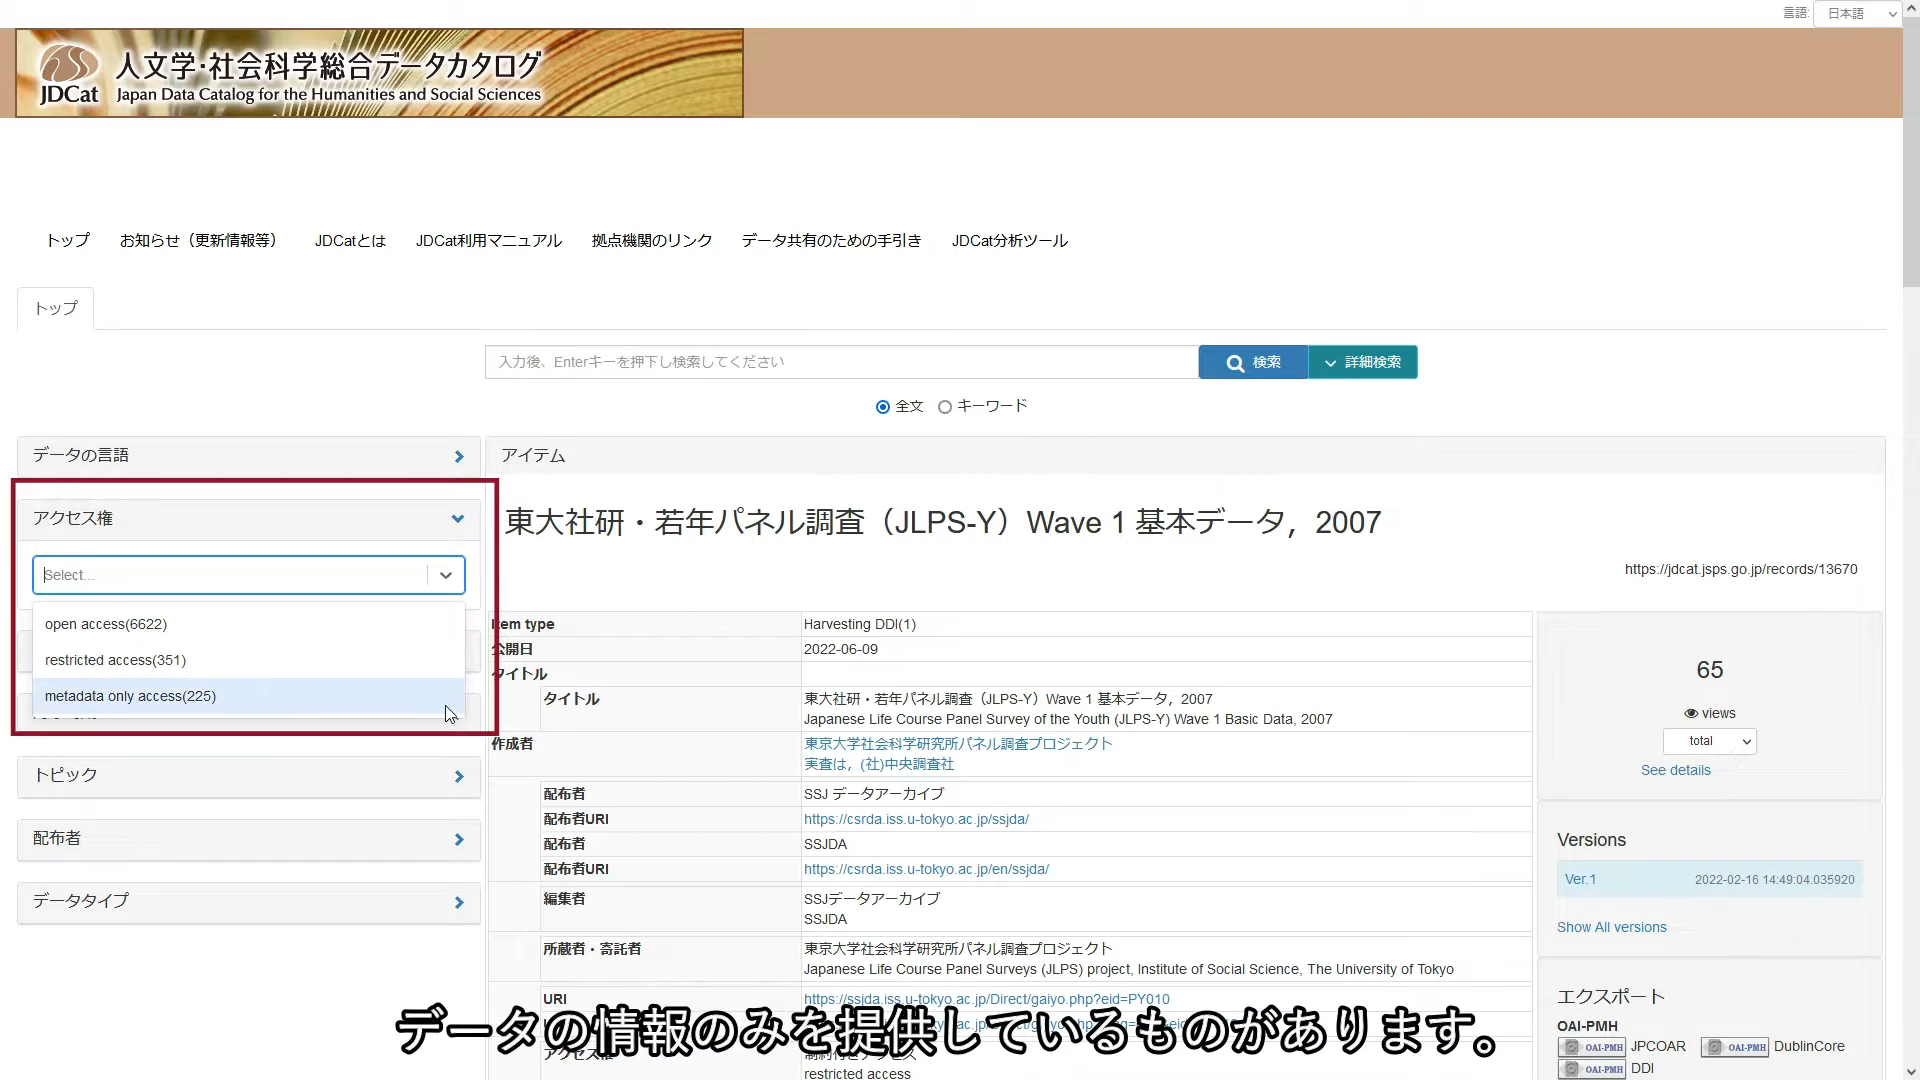 言語: 日本語
JDCat 人文学・社会科学総合データカタログ
Japan Data Catalog for the Humanities and Social Sciences
トップ お知らせ（更新情報等） JDCatとは JDCat利用マニュアル 拠点機関のリンク データ共有のための手引き JDCat分析ツール
トップ
入力後、Enterキーを押下し検索してください 検索 詳細検索
全文 キーワード
データの言語
アクセス権
Select...
open access(6622)
restricted access(351)
metadata only access(225)
トピック
配布者
データタイプ
アイテム
東大社研・若年パネル調査（JLPS-Y）Wave 1 基本データ，2007
https://jdcat.jsps.go.jp/records/13670
Item type Harvesting DDI(1)
公開日 2022-06-09
タイトル
タイトル 東大社研・若年パネル調査（JLPS-Y）Wave 1 基本データ，2007
Japanese Life Course Panel Survey of the Youth (JLPS-Y) Wave 1 Basic Data, 2007
作成者 東京大学社会科学研究所パネル調査プロジェクト
実査は，(社)中央調査社
配布者 SSJ データアーカイブ
配布者URI https://csrda.iss.u-tokyo.ac.jp/ssjda/
配布者 SSJDA
配布者URI https://csrda.iss.u-tokyo.ac.jp/en/ssjda/
編集者 SSJデータアーカイブ
SSJDA
所蔵者・寄託者 東京大学社会科学研究所パネル調査プロジェクト
Japanese Life Course Panel Surveys (JLPS) project, Institute of Social Science, The University of Tokyo
URI https://ssjda.iss.u-tokyo.ac.jp/Direct/gaiyo.php?eid=PY010
アクセス権 制約付きアクセス
restricted access
65
views
total
See details
Versions
Ver.1 2022-02-16 14:49:04.035920
Show All versions
エクスポート
OAI-PMH
OAI-PMH JPCOAR OAI-PMH DublinCore
OAI-PMH DDI
データの情報のみを提供しているものがあります。